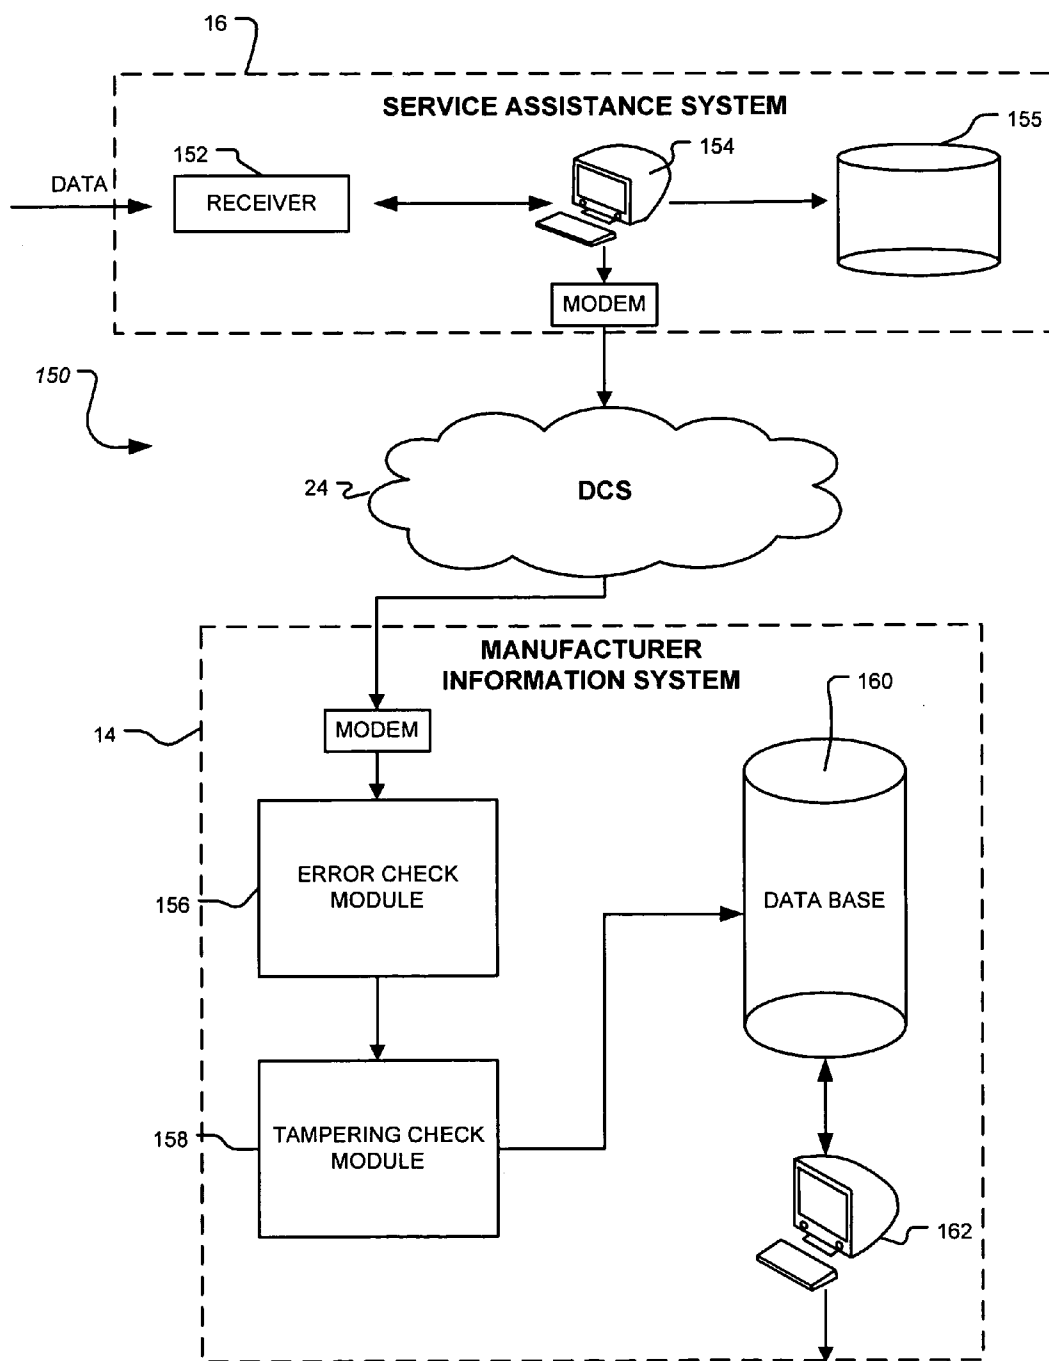 16
SERVICE ASSISTANCE SYSTEM
155
152
154
DATA
RECEIVER
MODEM
150
24
DCS
MANUFACTURER
INFORMATION SYSTEM
160
14
MODEM
ERROR CHECK
MODULE
156
DATA BASE
158
TAMPERING CHECK
MODULE
162